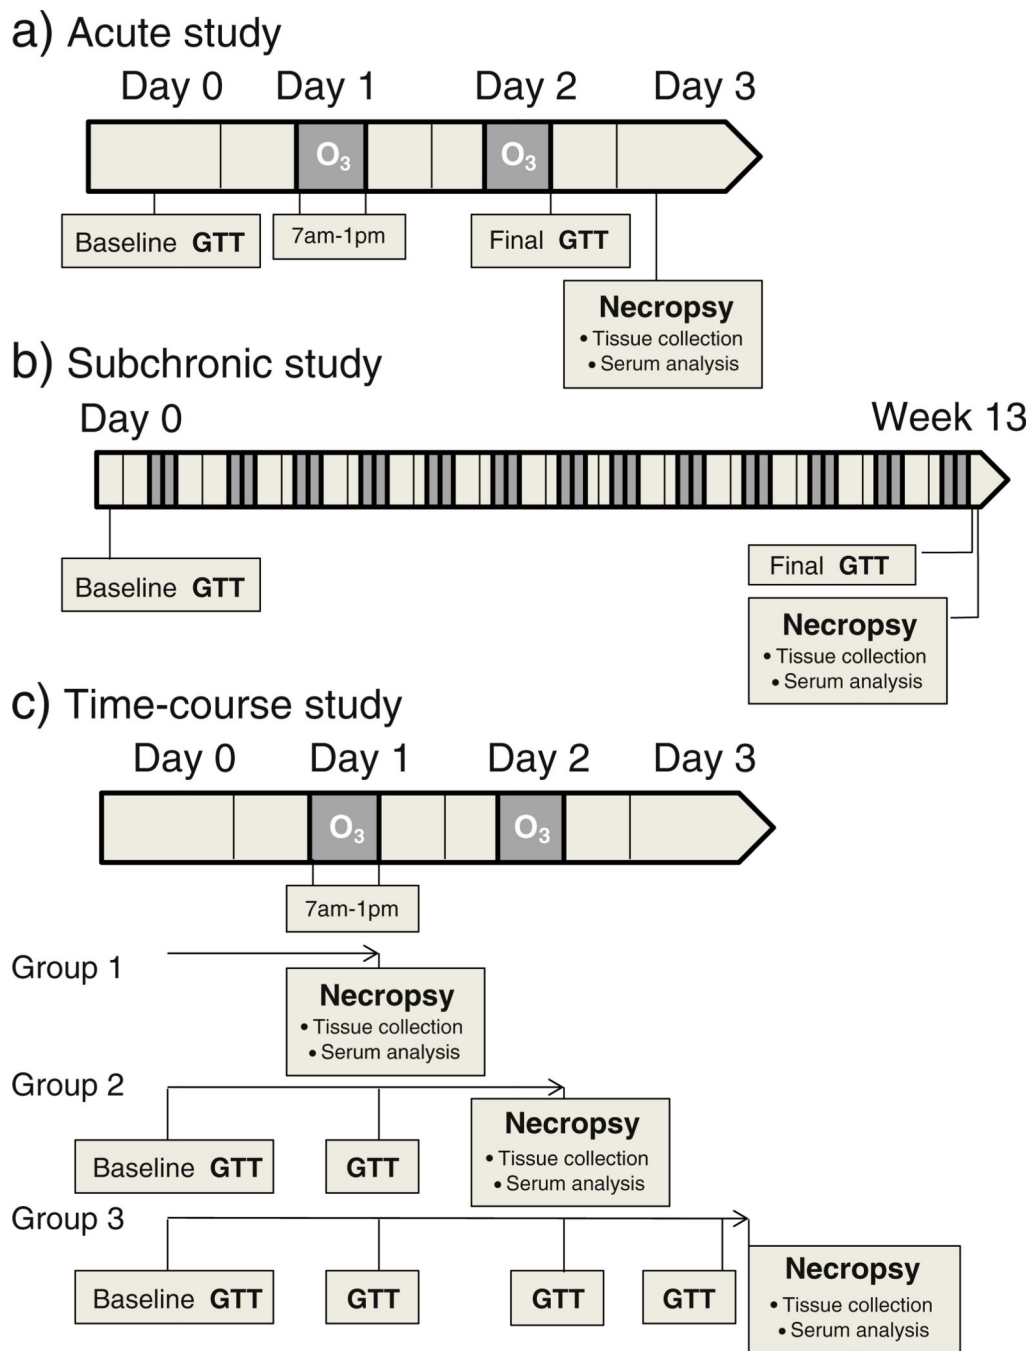 a) Acute study
Day 0 Day 1 Day 2 Day 3
O₃ O₃
Baseline GTT
7am-1pm
Final GTT
Necropsy
• Tissue collection
• Serum analysis
b) Subchronic study
Day 0 Week 13
Baseline GTT
Final GTT
Necropsy
• Tissue collection
• Serum analysis
c) Time-course study
Day 0 Day 1 Day 2 Day 3
O₃ O₃
7am-1pm
Group 1
Necropsy
• Tissue collection
• Serum analysis
Group 2
Baseline GTT
GTT
Necropsy
• Tissue collection
• Serum analysis
Group 3
Baseline GTT
GTT
GTT
GTT
Necropsy
• Tissue collection
• Serum analysis